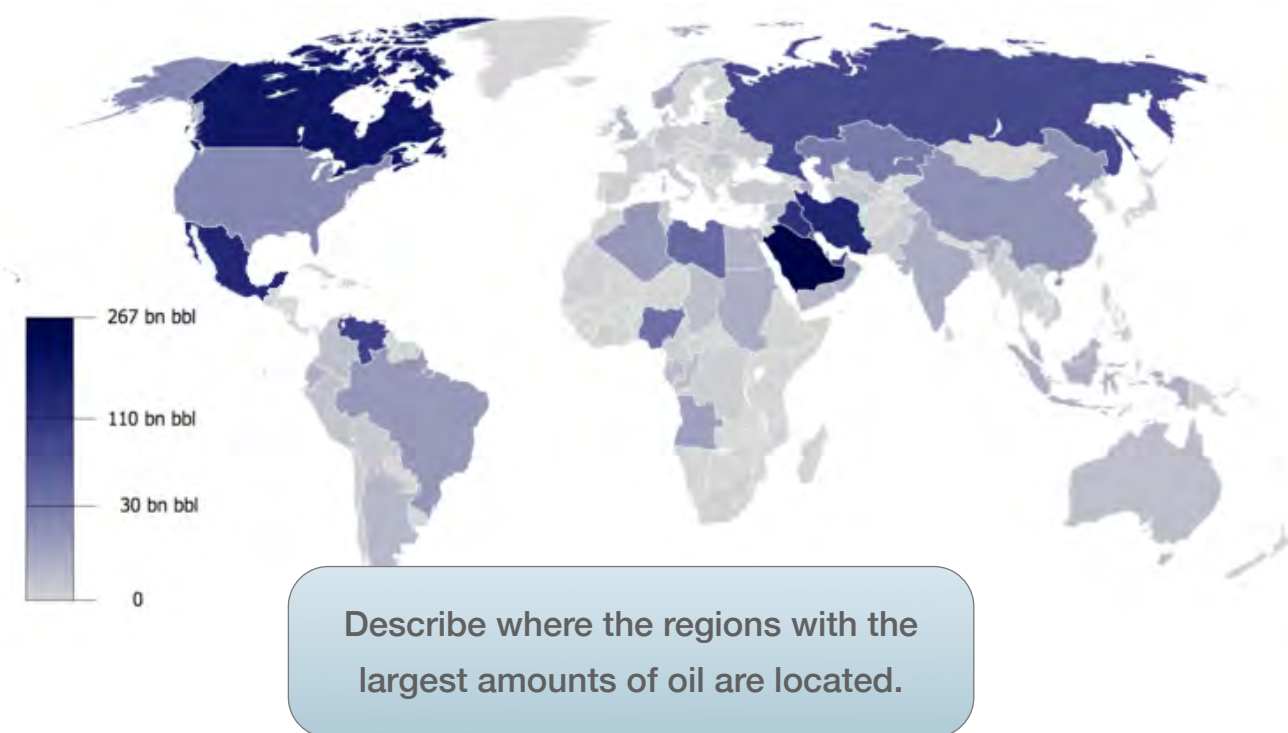 267 bn bbl
110 bn bbl
30 bn bbl
0
Describe where the regions with the
largest amounts of oil are located.